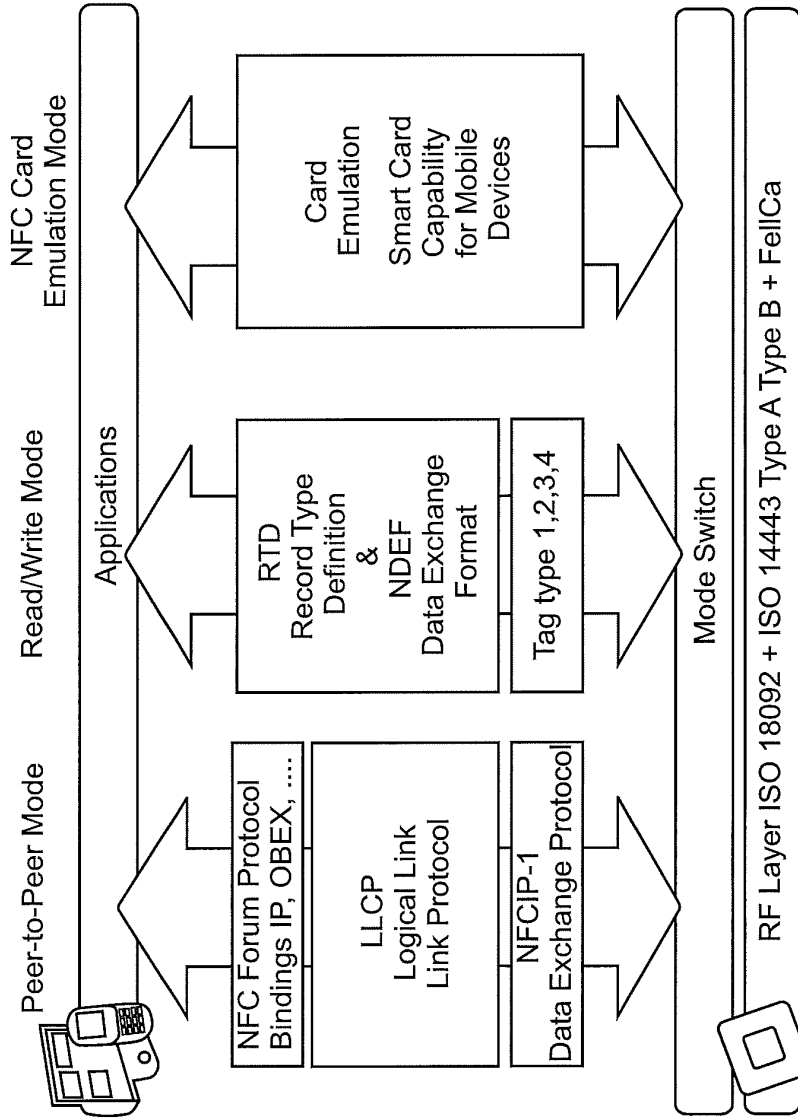 Peer-to-Peer Mode
Read/Write Mode
NFC Card
Emulation Mode
Applications
NFC Forum Protocol
Bindings IP, OBEX, ....
LLCP
Logical Link
Link Protocol
NFCIP-1
Data Exchange Protocol
RTD
Record Type
Definition
&
NDEF
Data Exchange
Format
Tag type 1,2,3,4
Card
Emulation
Smart Card
Capability
for Mobile
Devices
Mode Switch
RF Layer ISO 18092 + ISO 14443 Type A Type B + FellCa